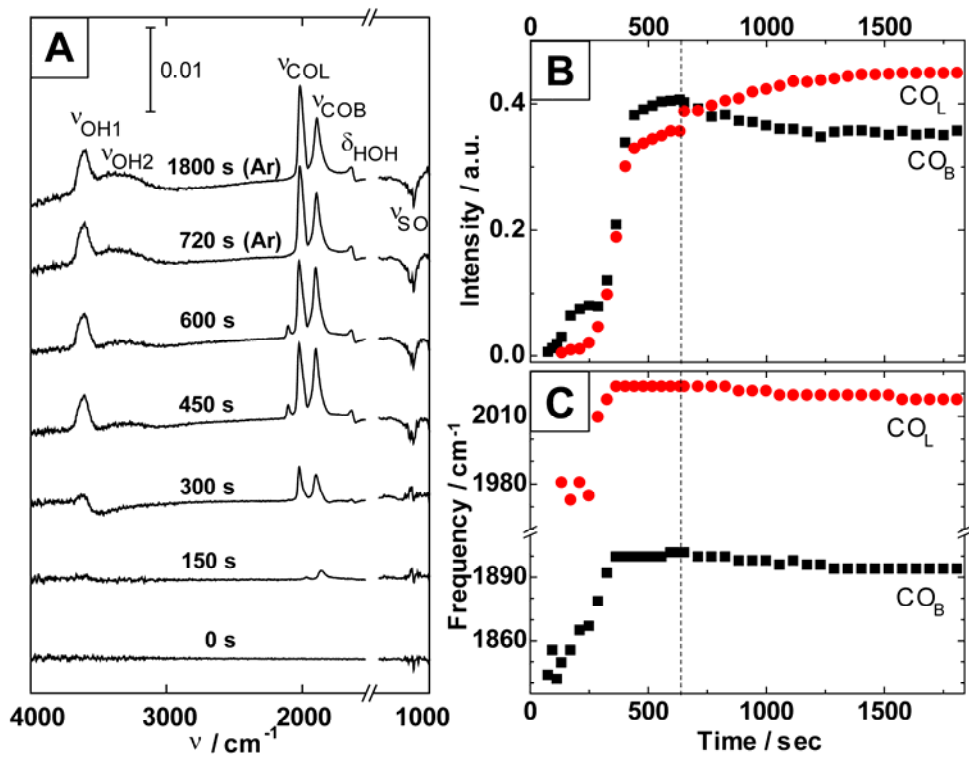 A
0.01
νCOL
νCOB
νOH1
νOH2
δHOH
1800 s (Ar)
νSO
720 s (Ar)
600 s
450 s
300 s
150 s
0 s
4000 3000 2000 1000
ν / cm-1
0 500 1000 1500
B
0.4
0.2
0.0
Intensity / a.u.
COL
COB
C
2010
1980
1890
1860
Frequency / cm-1
COL
COB
0 500 1000 1500
Time / sec